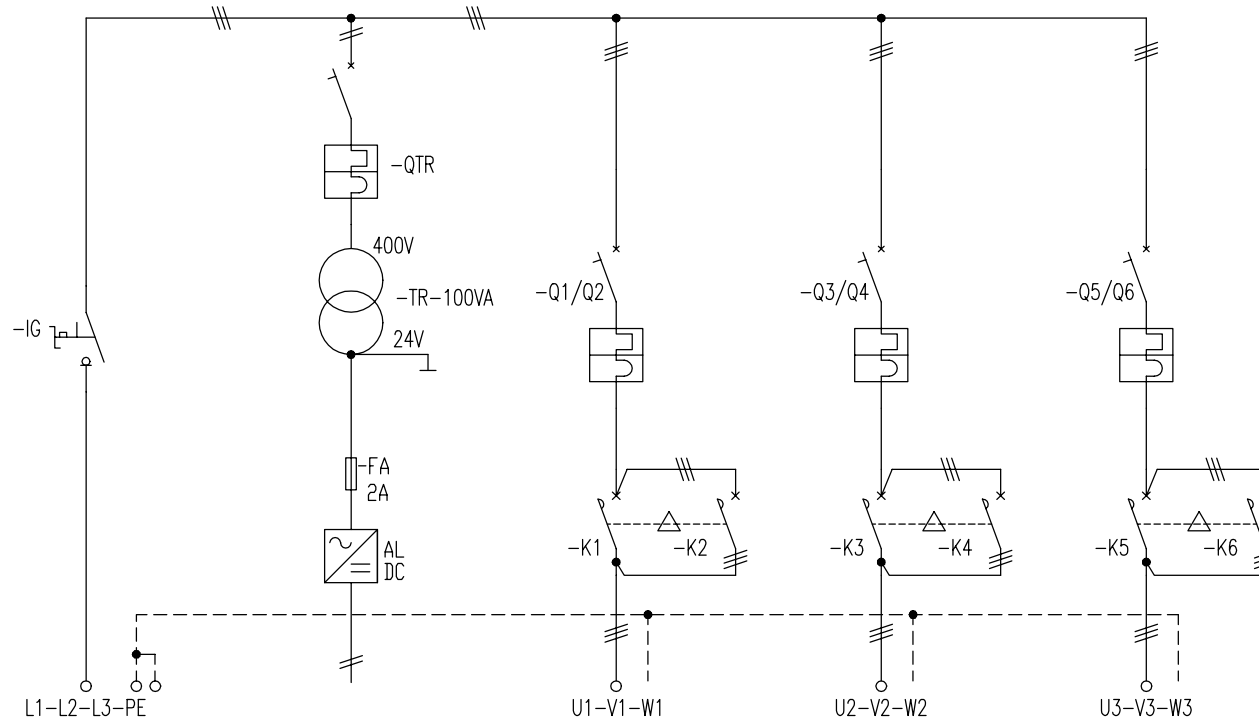 -QTR
400V
-TR-100VA
24V
-IG
-Q1/Q2
-Q3/Q4
-Q5/Q6
-FA
2A
AL
DC
-K1
-K2
-K3
-K4
-K5
-K6
L1-L2-L3-PE
U1-V1-W1
U2-V2-W2
U3-V3-W3